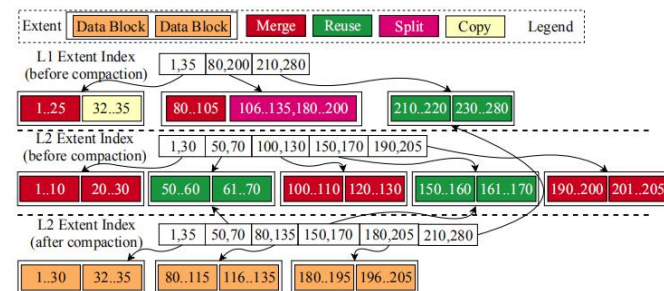 Extent Data Block Data Block Merge Reuse Split Copy Legend
L1 Extent Index
(before compaction)
1,35 80,200 210,280
1..25 32..35 80..105 106..135,180..200 210..220 230..280
L2 Extent Index
(before compaction)
1,30 50,70 100,130 150,170 190,205
1..10 20..30 50..60 61..70 100..110 120..130 150..160 161..170 190..200 201..205
L2 Extent Index
(after compaction)
1,35 50,70 80,135 150,170 180,205 210,280
1..30 32..35 80..115 116..135 180..195 196..205